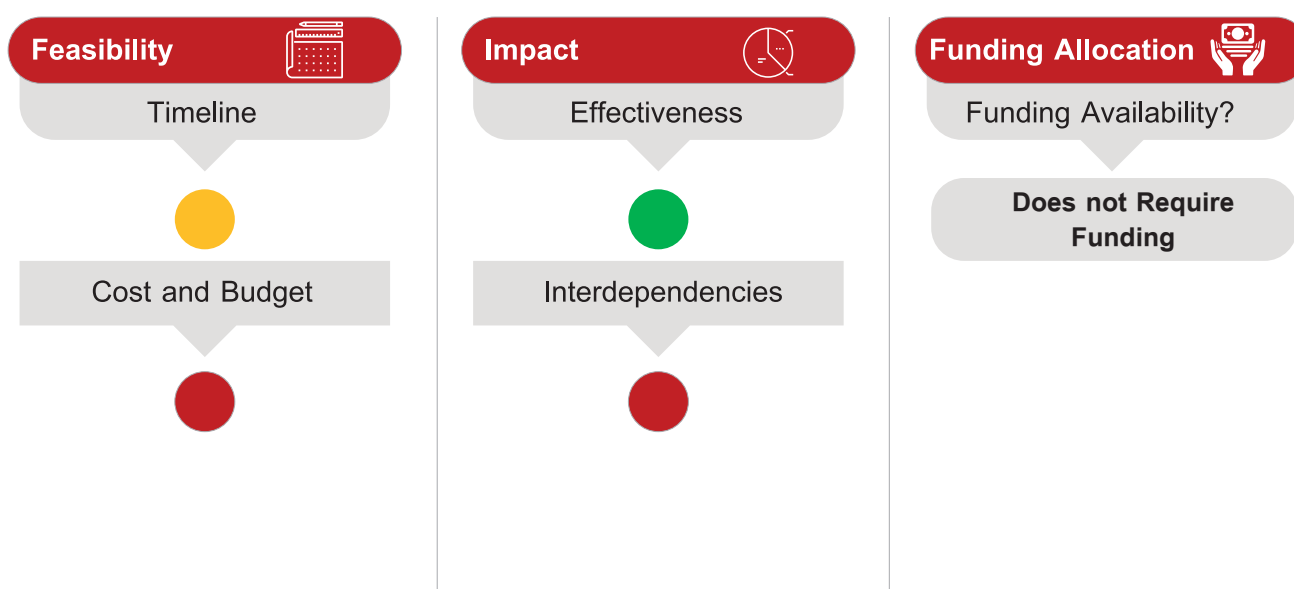 Feasibility
Timeline
Cost and Budget
Impact
Effectiveness
Interdependencies
Funding Allocation
Funding Availability?
Does not Require
Funding